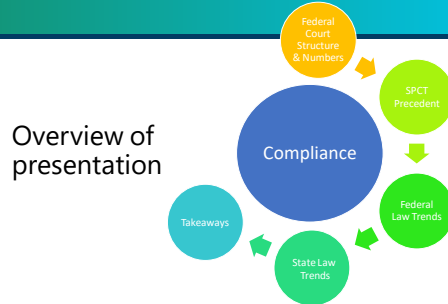 Federal
Court
Structure
& Numbers
SPCT
Precedent
Overview of
presentation
Compliance
Federal
Law Trends
Takeaways
State Law
Trends